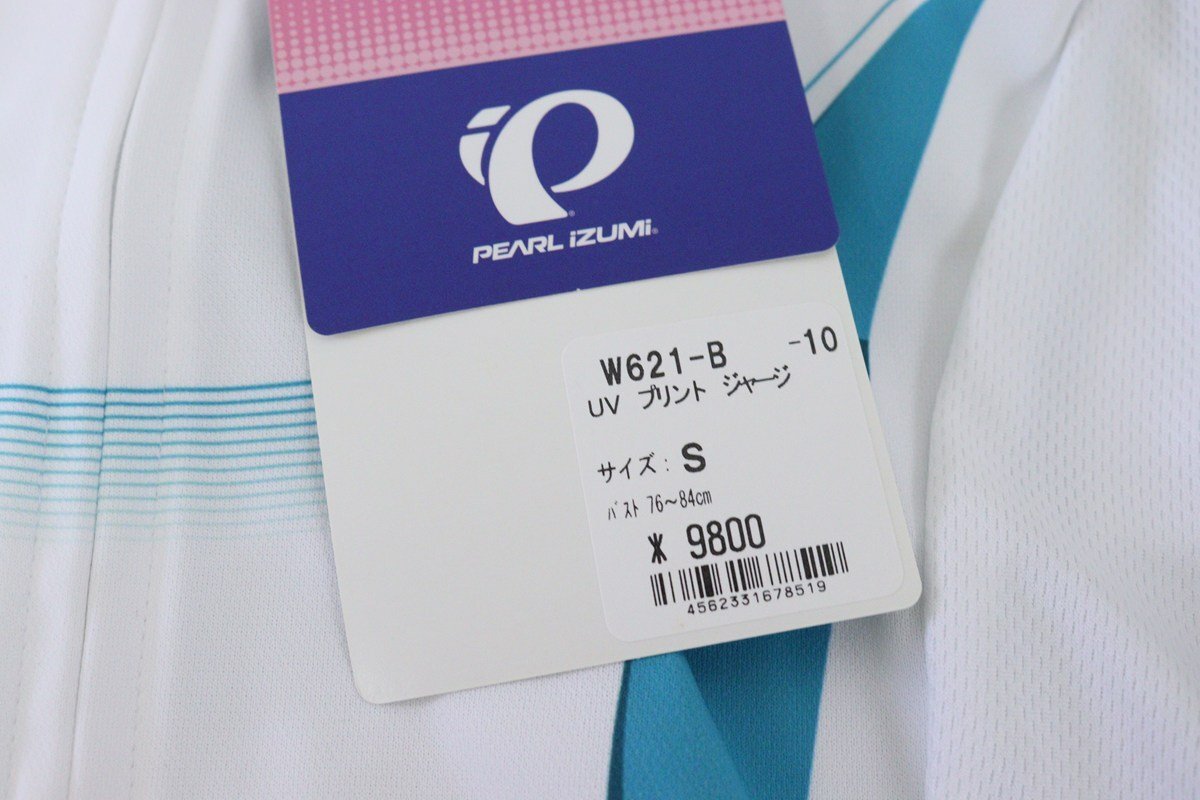 PEARL iZUMi®
W621-B -10
UV プリント ジャージ
サイズ: S
バスト 76~84cm
¥ 9800
4562331678519